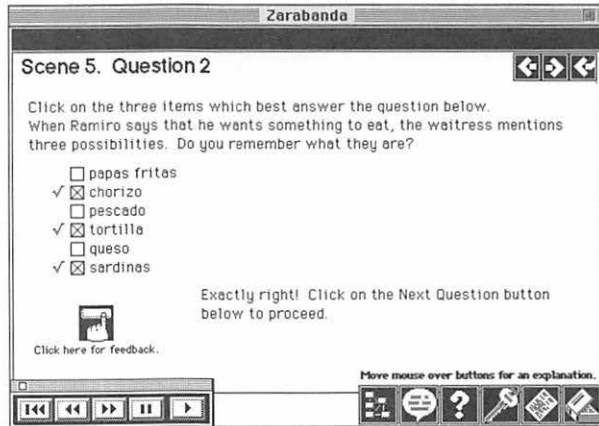 Zarabanda
Scene 5. Question 2
Click on the three items which best answer the question below.
When Ramiro says that he wants something to eat, the waitress mentions
three possibilities. Do you remember what they are?
papas fritas
√ chorizo
pescado
√ tortilla
queso
√ sardinas
Exactly right! Click on the Next Question button
below to proceed.
Click here for feedback.
Move mouse over buttons for an explanation.
?